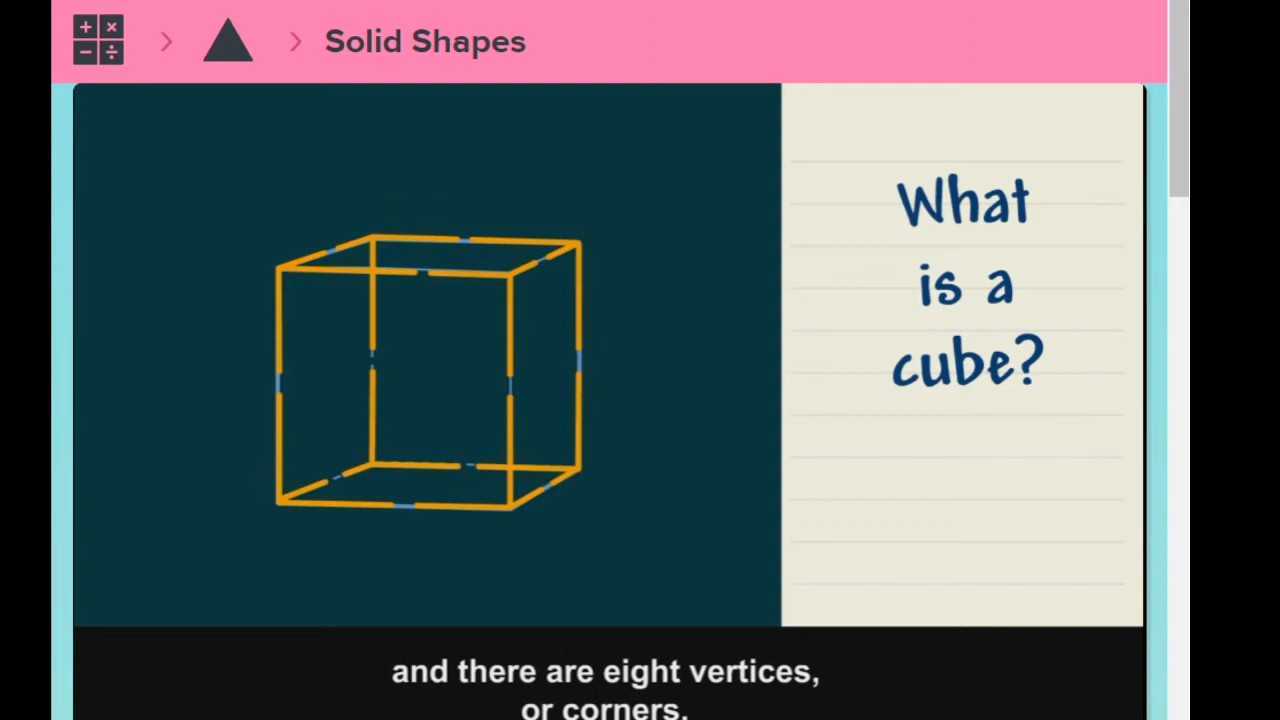 Solid Shapes
What
is a
cube?
and there are eight vertices,
or corners.